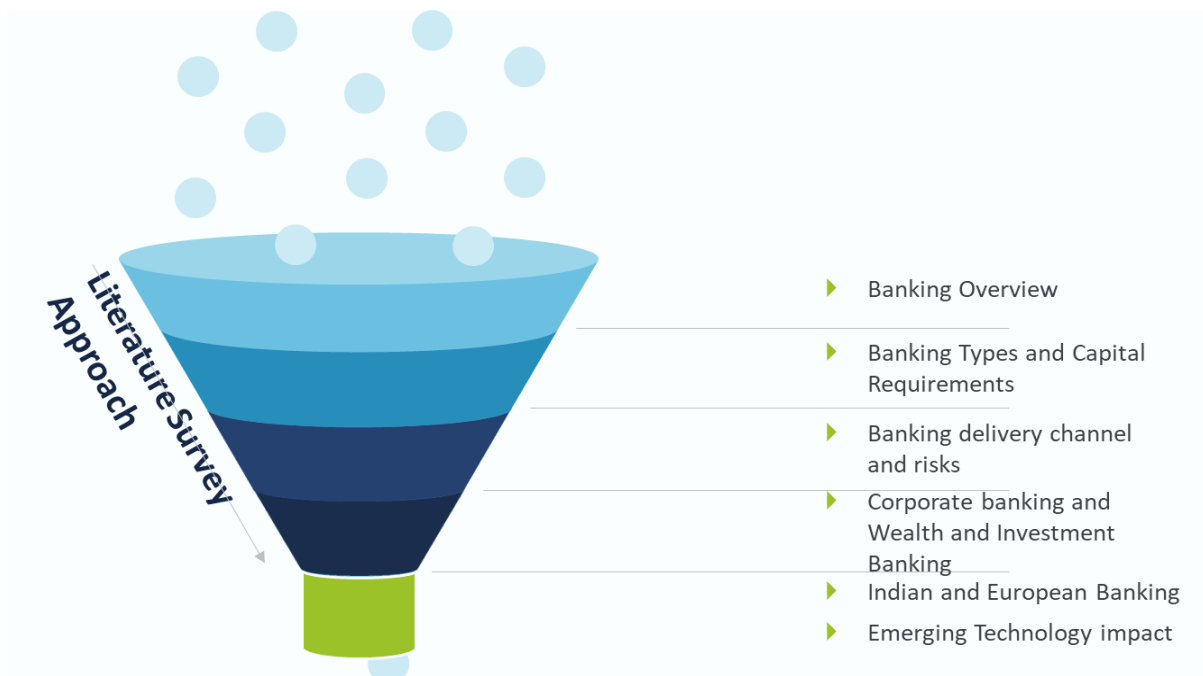 Literature Survey
Approach
Banking Overview
Banking Types and Capital
Requirements
Banking delivery channel
and risks
Corporate banking and
Wealth and Investment
Banking
Indian and European Banking
Emerging Technology impact